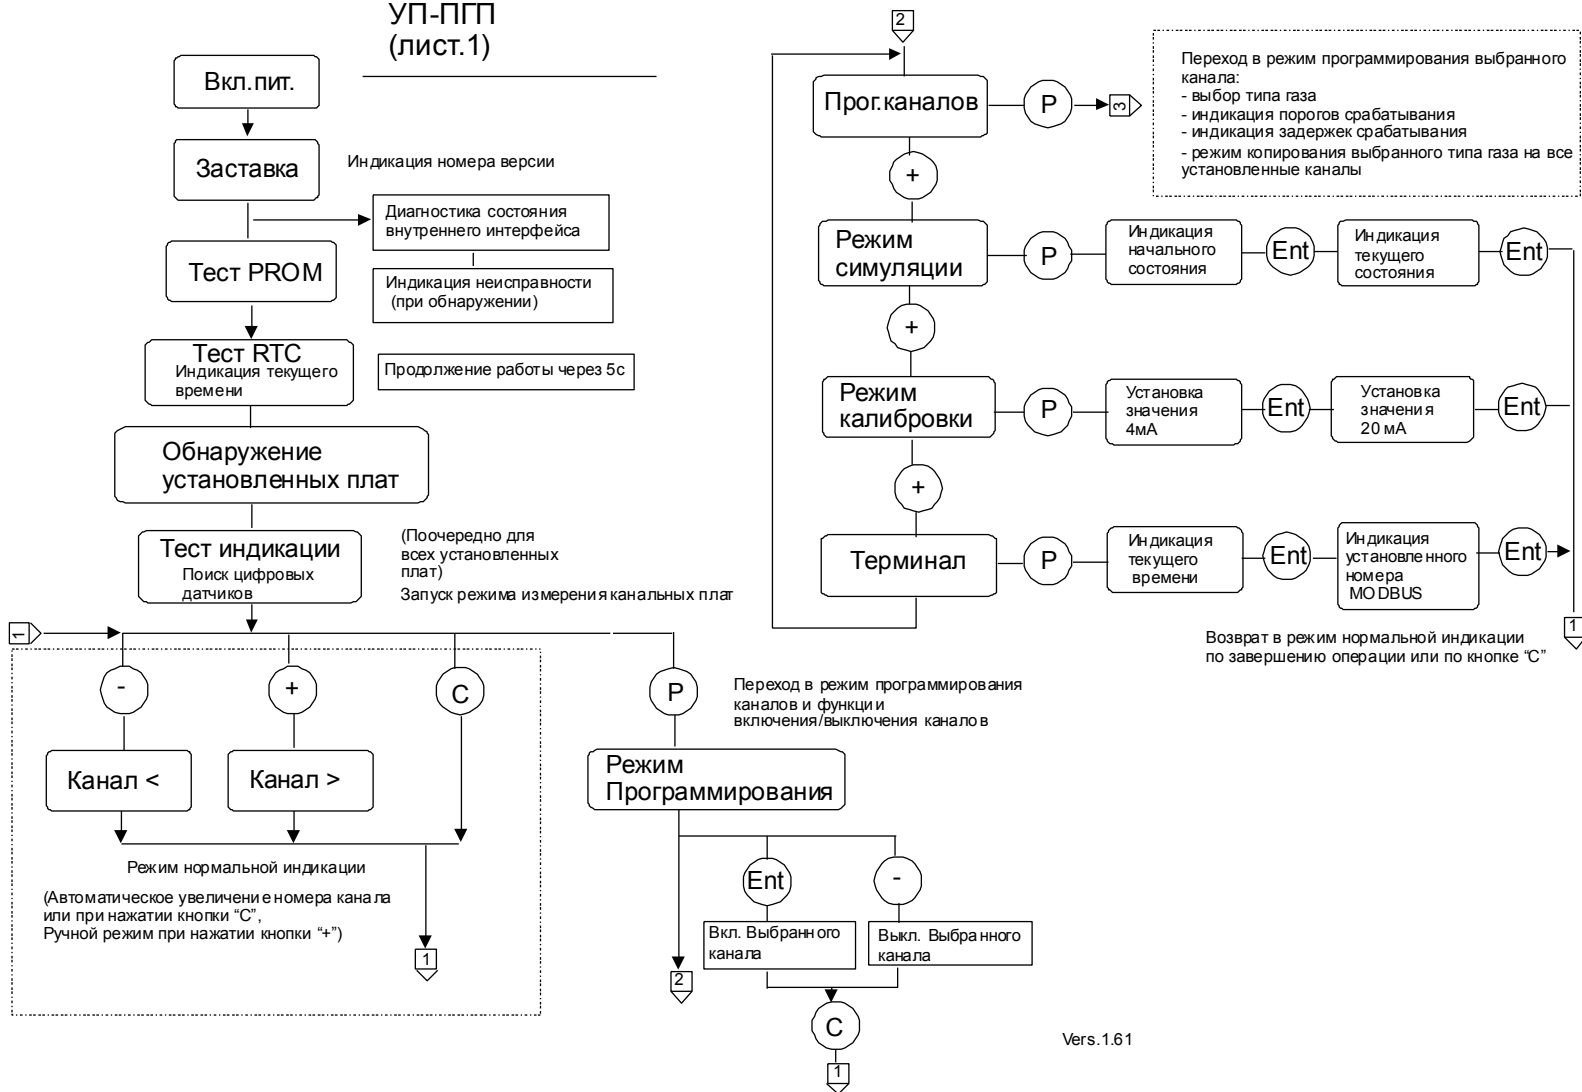 УП-ПГП
(лист.1)
Вкл.пит.
Заставка
Индикация номера версии
Диагностика состояния
внутреннего интерфейса
Тест PROM
Индикация неисправности
(при обнаружении)
Тест RTC
Индикация текущего
времени
Продолжение работы через 5с
Обнаружение
установленных плат
Тест индикации
Поиск цифровых
датчиков
(Поочередно для
всех установленных
плат)
Запуск режима измерения канальных плат
1
-
+
C
P
Переход в режим программирования
каналов и функции
включения/выключения каналов
Канал <
Канал >
Режим
Программирования
Режим нормальной индикации
(Автоматическое увеличение номера канала
или при нажатии кнопки “С”,
Ручной режим при нажатии кнопки “+”)
1
Ent
-
Вкл. Выбранного
канала
Выкл. Выбранного
канала
2
C
1
2
Прог.каналов
P
3
Переход в режим программирования выбранного
канала:
- выбор типа газа
- индикация порогов срабатывания
- индикация задержек срабатывания
- режим копирования выбранного типа газа на все
установленные каналы
+
Режим
симуляции
P
Индикация
начального
состояния
Ent
Индикация
текущего
состояния
Ent
+
Режим
калибровки
P
Установка
значения
4мА
Ent
Установка
значения
20 мА
Ent
+
Терминал
P
Индикация
текущего
времени
Ent
Индикация
установленного
номера
MODBUS
Ent
1
Возврат в режим нормальной индикации
по завершению операции или по кнопке “С”
Vers.1.61